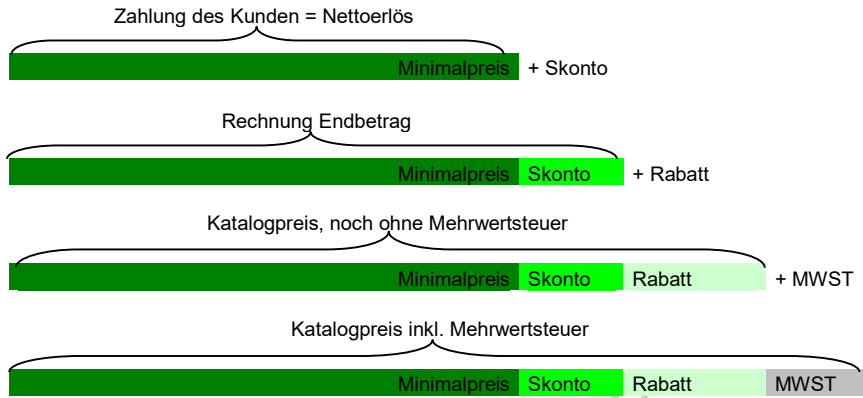 Zahlung des Kunden = Nettoerlös
Minimalpreis + Skonto
Rechnung Endbetrag
Minimalpreis Skonto + Rabatt
Katalogpreis, noch ohne Mehrwertsteuer
Minimalpreis Skonto Rabatt + MWST
Katalogpreis inkl. Mehrwertsteuer
Minimalpreis Skonto Rabatt MWST